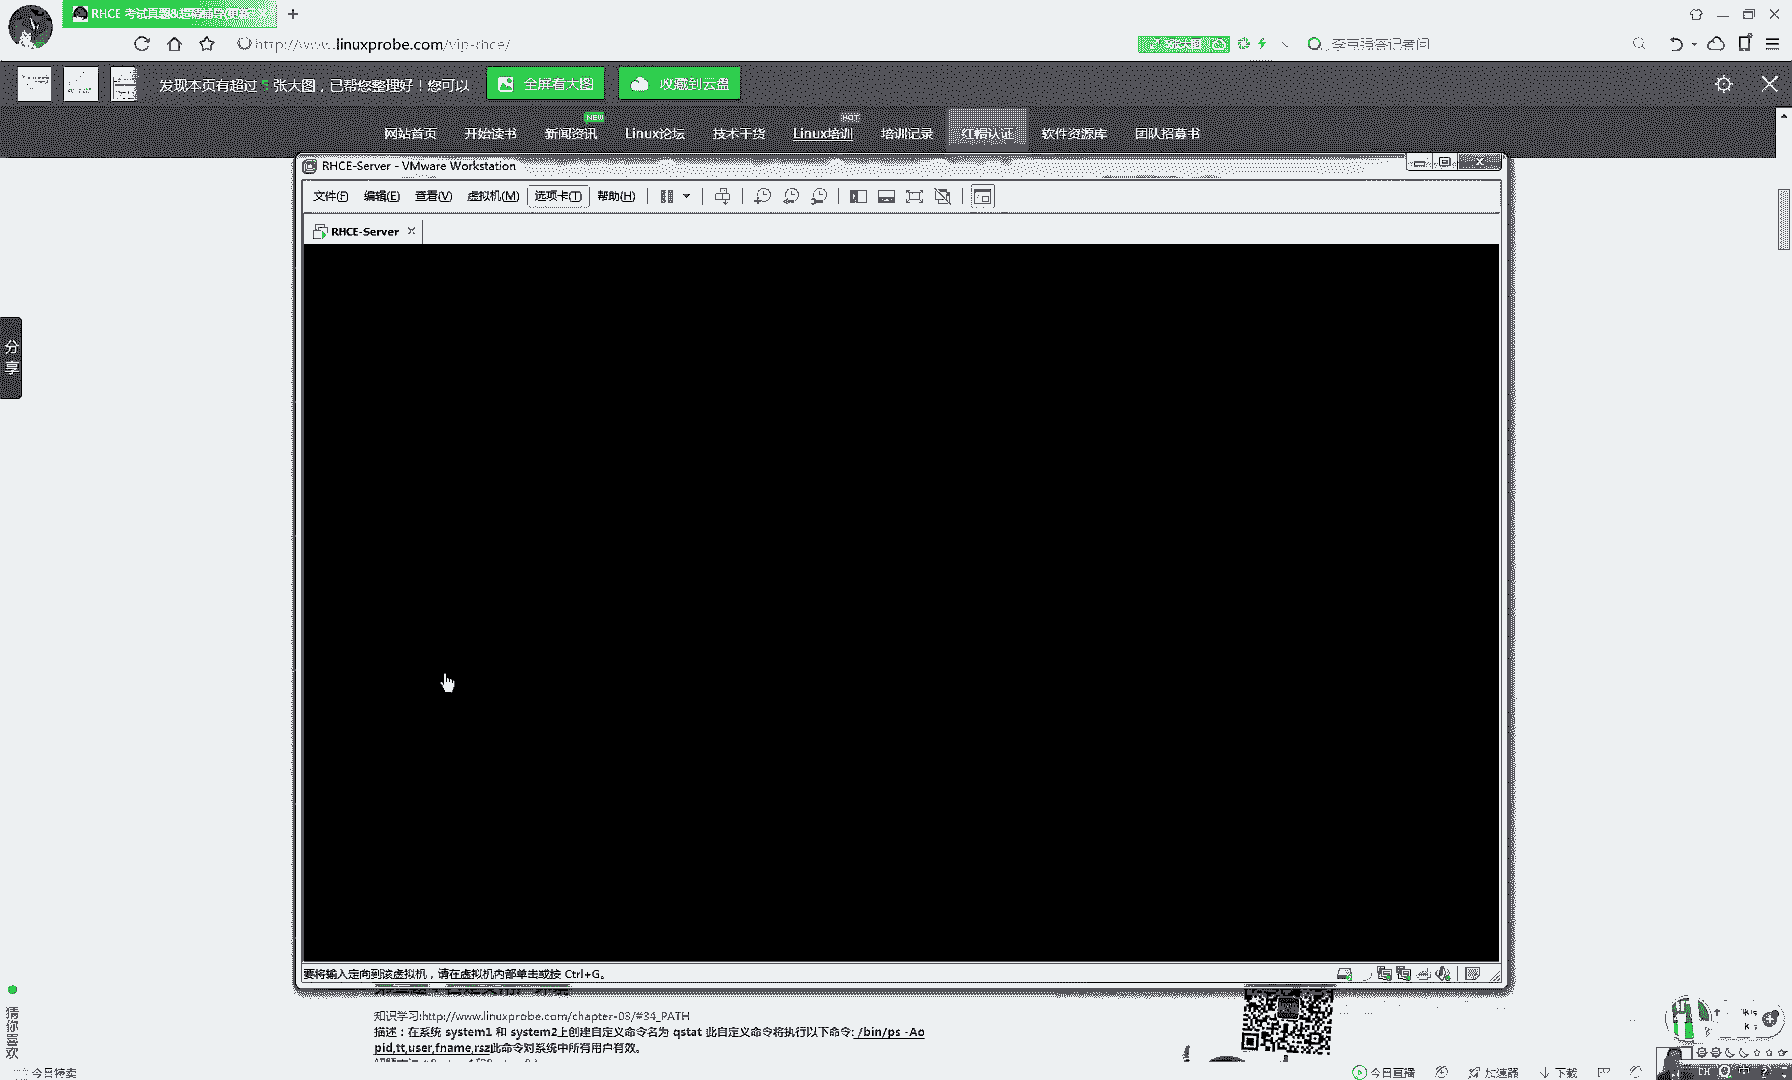 RHCE 考试真题
http://www.linuxprobe.com/vip-rhce/
发现本页有超过 5 张大图，已帮您整理好！您可以
全屏看大图
收藏到云盘
NEW
HOT
网站首页 开始读书 新闻资讯 Linux论坛 技术干货 Linux培训 培训记录 红帽认证 软件资源库 团队招募书
RHCE-Server - VMware Workstation
文件(F) 编辑(E) 查看(V) 虚拟机(M) 选项卡(T) 帮助(H)
RHCE-Server
分享
要将输入定向到该虚拟机，请在虚拟机内部单击或按 Ctrl+G。
知识学习:http://www.linuxprobe.com/chapter-03/#34_PATH
描述：在系统 system1 和 system2上创建自定义命令名为 qstat 此自定义命令将执行以下命令: /bin/ps -Ao
pid,tt,user,fname,rsz此命令对系统中所有用户有效。
猜你喜欢
今日特卖
今日直播
加速器
下载